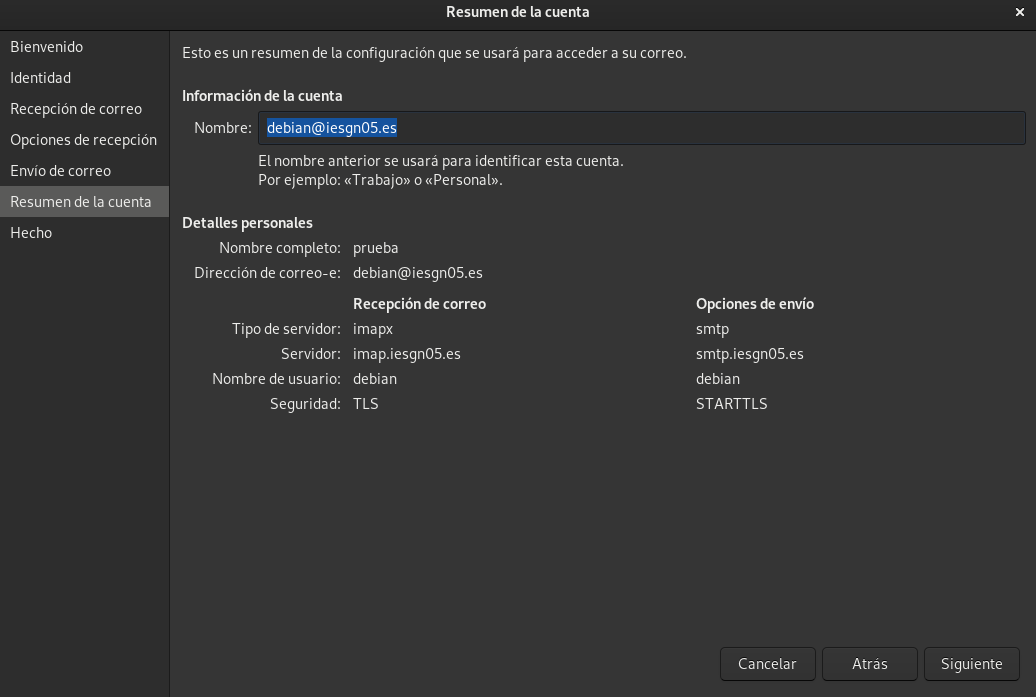 Resumen de la cuenta
Bienvenido
Identidad
Recepción de correo
Opciones de recepción
Envío de correo
Resumen de la cuenta
Hecho
Esto es un resumen de la configuración que se usará para acceder a su correo.
Información de la cuenta
Nombre: debian@iesgn05.es
El nombre anterior se usará para identificar esta cuenta.
Por ejemplo: «Trabajo» o «Personal».
Detalles personales
Nombre completo: prueba
Dirección de correo-e: debian@iesgn05.es
Recepción de correo Opciones de envío
Tipo de servidor: imapx smtp
Servidor: imap.iesgn05.es smtp.iesgn05.es
Nombre de usuario: debian debian
Seguridad: TLS STARTTLS
Cancelar Atrás Siguiente